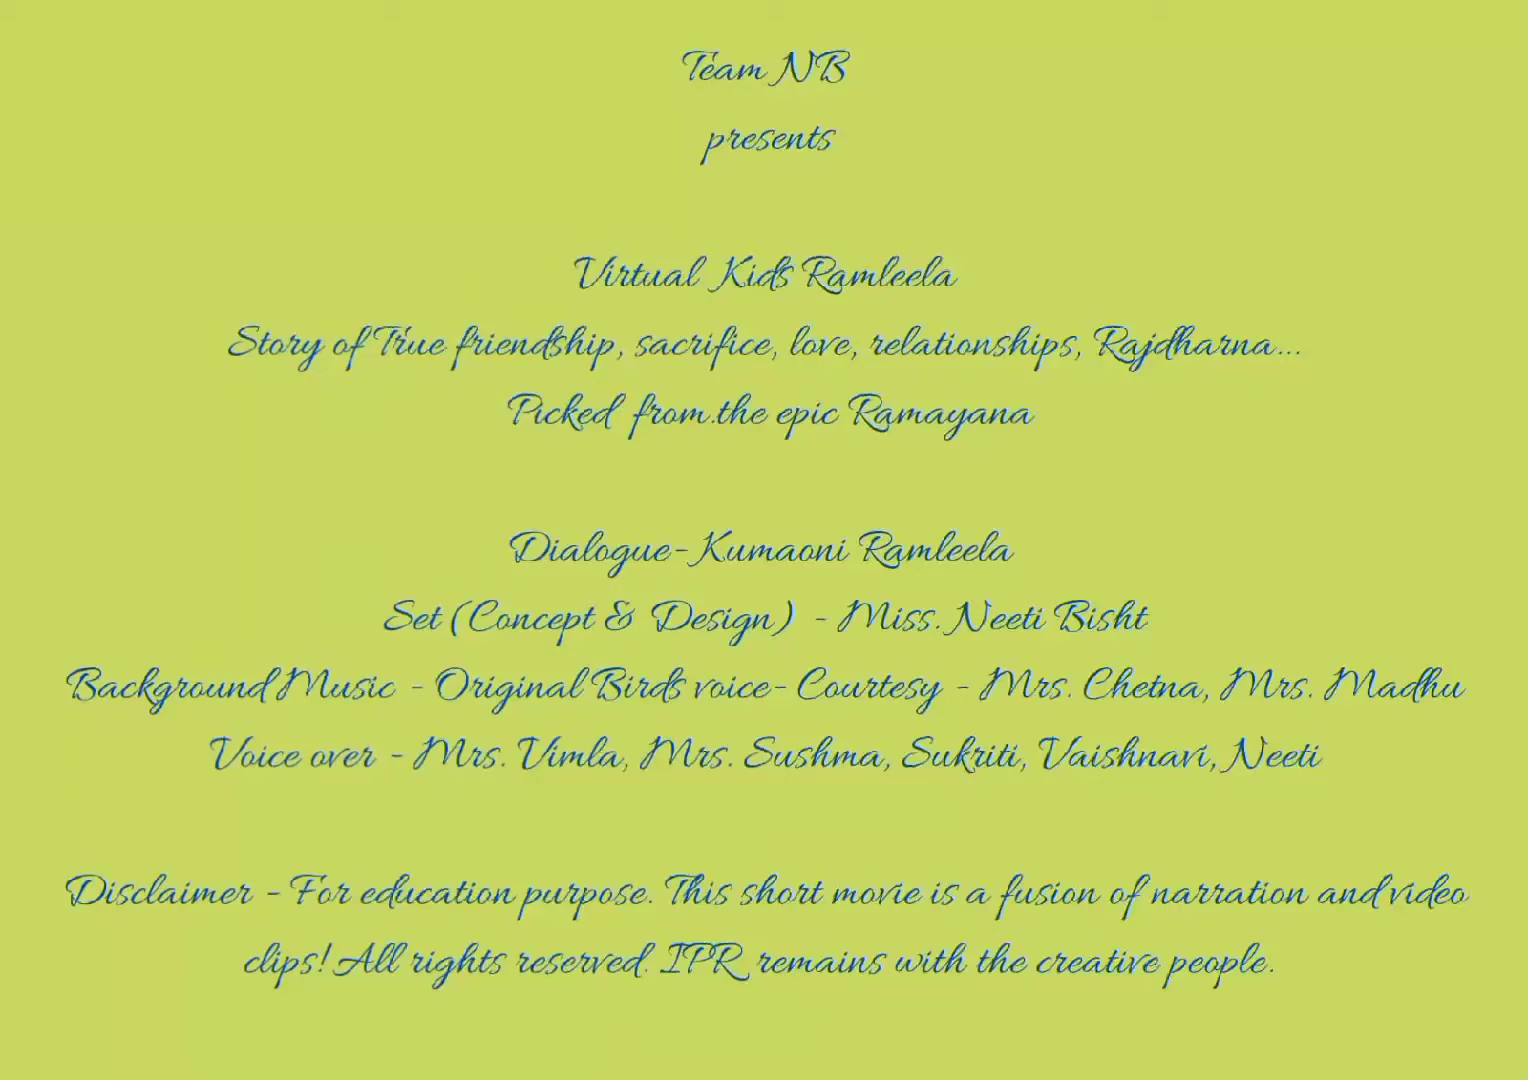 Team NB
presents
Virtual Kids Ramleela
Story of True friendship, sacrifice, love, relationships, Rajdharna...
Picked from.the epic Ramayana
Dialogue-Kumaoni Ramleela
Set (Concept & Design) - Miss. Neeti Bisht
Background Music - Original Birds voice- Courtesy - Mrs. Chetna, Mrs. Madhu
Voice over - Mrs. Vimla, Mrs. Sushma, Sukriti, Vaishnavi, Neeti
Disclaimer - For education purpose. This short movie is a fusion of narration and video
clips! All rights reserved. IPR remains with the creative people.